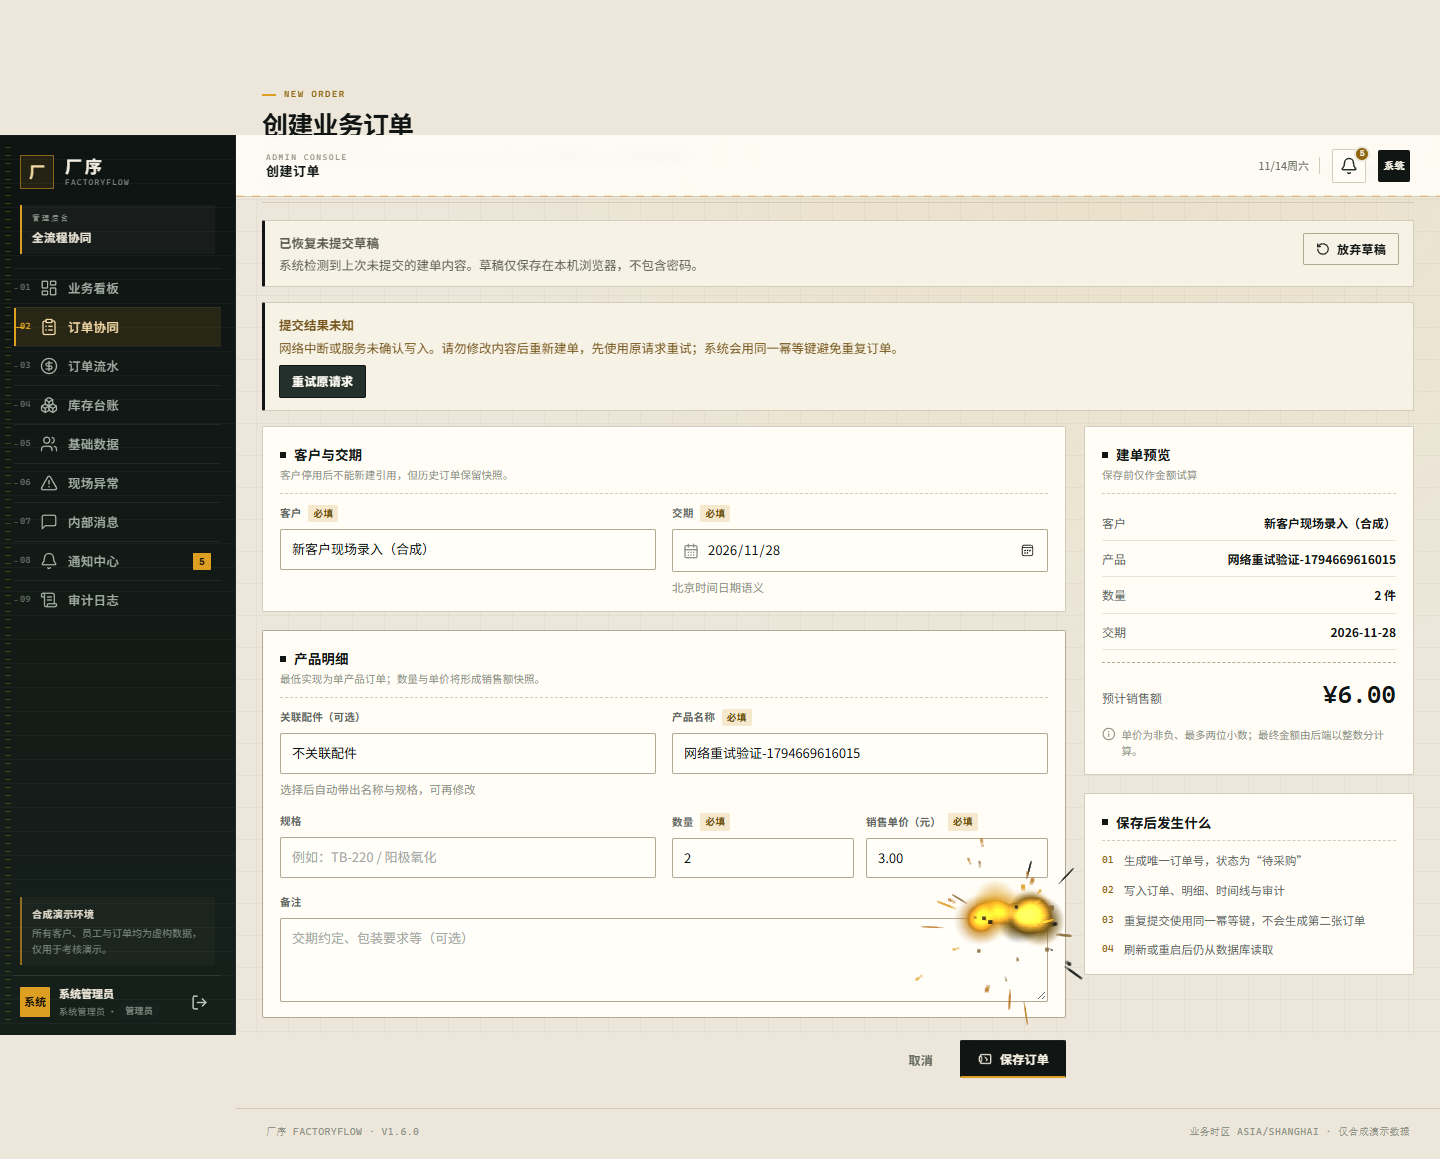 NEW ORDER
创建业务订单
厂
厂序
FACTORYFLOW
管理后台
全流程协同
01 业务看板
02 订单协同
03 订单流水
04 库存台账
05 基础数据
06 现场异常
07 内部消息
08 通知中心 5
09 审计日志
合成演示环境
所有客户、员工与订单均为虚构数据，
仅用于考核演示。
系统
系统管理员
系统管理员 · 管理员
ADMIN CONSOLE
创建订单
11/14周六
5
系统
已恢复未提交草稿
系统检测到上次未提交的建单内容。草稿仅保存在本机浏览器，不包含密码。
放弃草稿
提交结果未知
网络中断或服务未确认写入。请勿修改内容后重新建单，先使用原请求重试；系统会用同一幂等键避免重复订单。
重试原请求
客户与交期
客户停用后不能新建引用，但历史订单保留快照。
客户 必填
交期 必填
新客户现场录入（合成）
2026/11/28
北京时间日期语义
产品明细
最低实现为单产品订单；数量与单价将形成销售额快照。
关联配件（可选）
产品名称 必填
不关联配件
网络重试验证-1794669616015
选择后自动带出名称与规格，可再修改
规格
数量 必填
销售单价（元） 必填
例如：TB-220 / 阳极氧化
2
3.00
备注
交期约定、包装要求等（可选）
取消
保存订单
建单预览
保存前仅作金额试算
客户 新客户现场录入（合成）
产品 网络重试验证-1794669616015
数量 2 件
交期 2026-11-28
预计销售额 ¥6.00
单价为非负、最多两位小数；最终金额由后端以整数分计
算。
保存后发生什么
01 生成唯一订单号，状态为“待采购”
02 写入订单、明细、时间线与审计
03 重复提交使用同一幂等键，不会生成第二张订单
04 刷新或重启后仍从数据库读取
厂序 FACTORYFLOW · V1.6.0
业务时区 ASIA/SHANGHAI · 仅合成演示数据